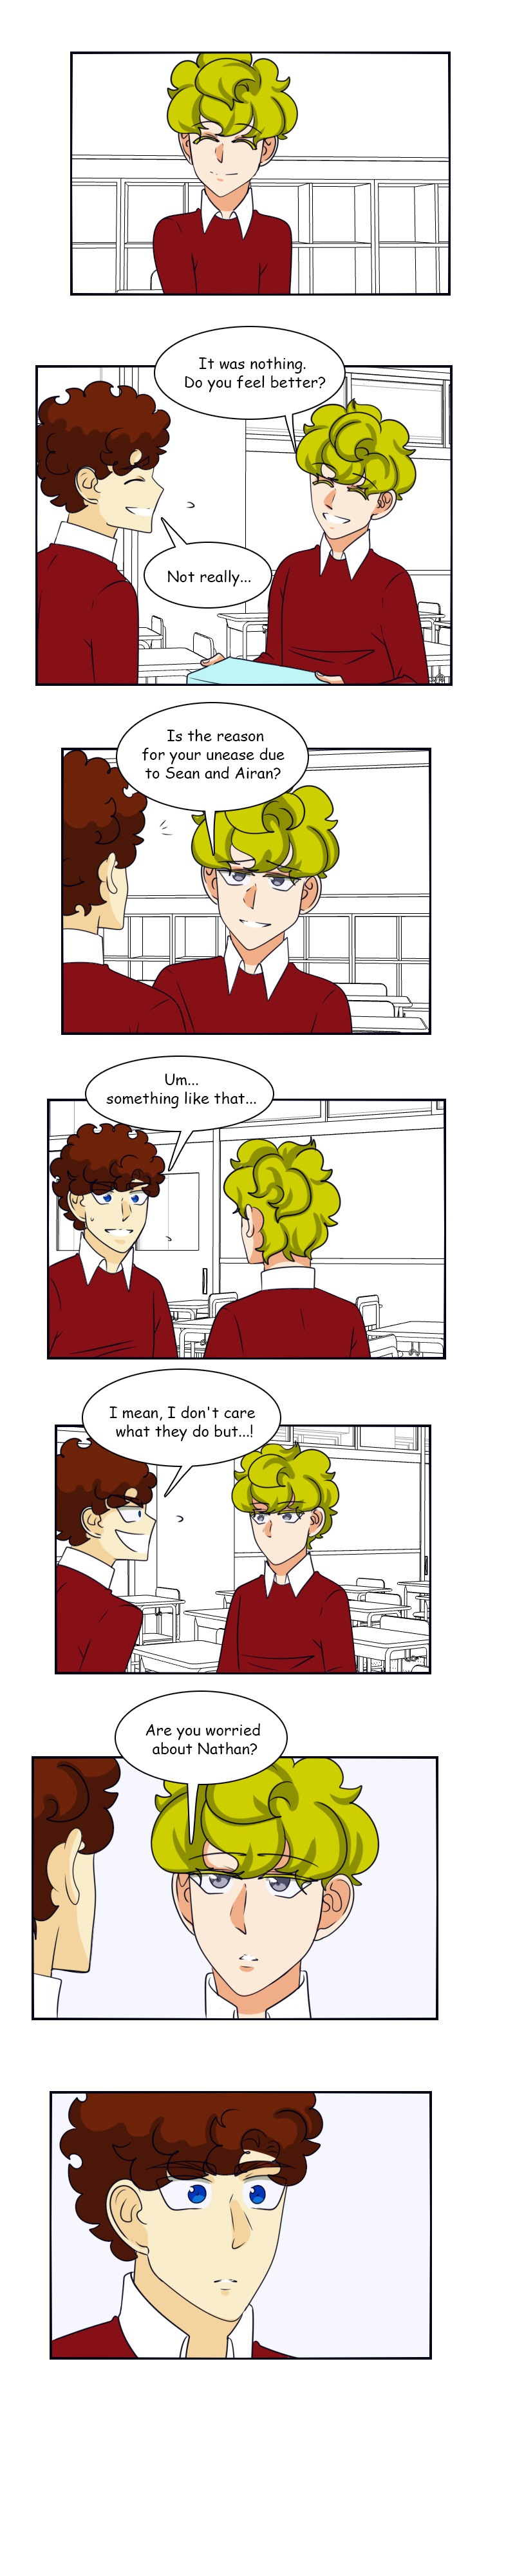 It was nothing.
Do you feel better?
Not really...
Is the reason
for your unease due
to Sean and Airan?
Um...
something like that...
I mean, I don't care
what they do but...!
Are you worried
about Nathan?